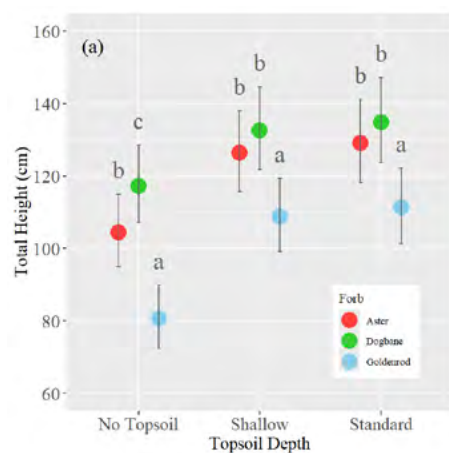 (a)
160
140
120
100
80
60
Total Height (cm)
b
c
a
b
b
a
b
b
a
Forb
Aster
Dogbane
Goldenrod
No Topsoil
Shallow
Standard
Topsoil Depth